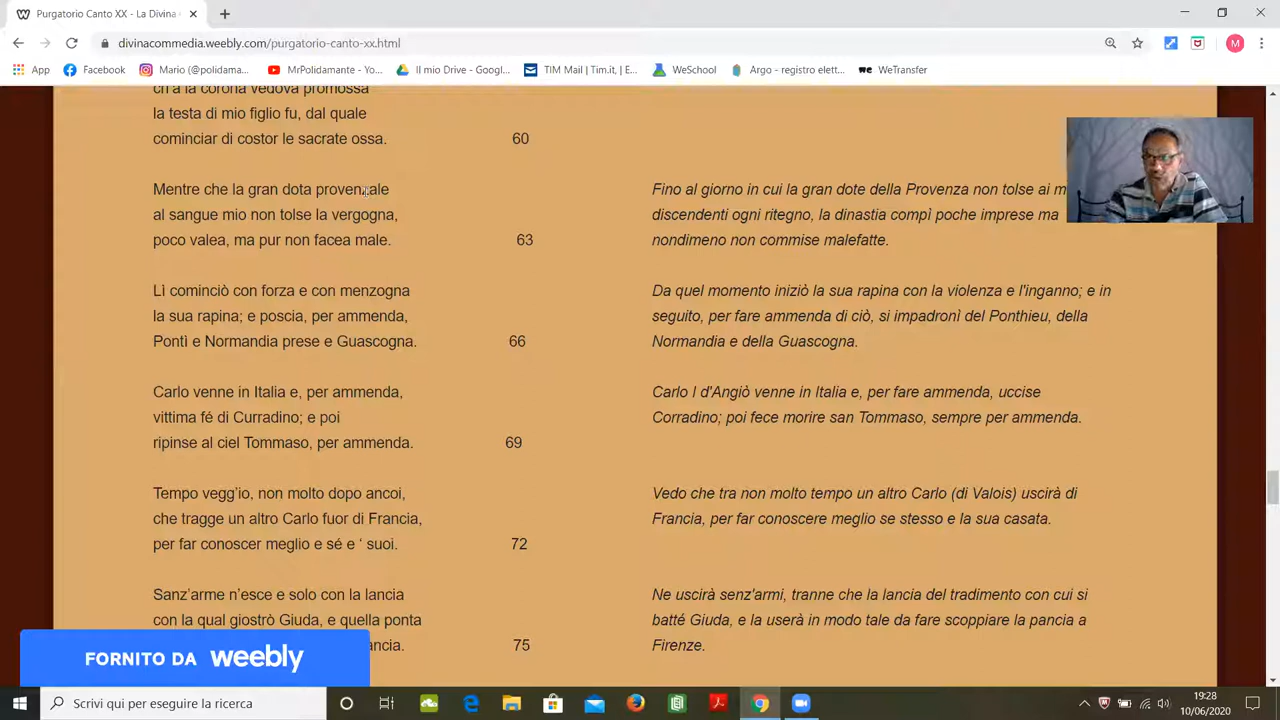 Purgatorio Canto XX - La Divina
divinacommedia.weebly.com/purgatorio-canto-xx.html
App Facebook Mario (@polidama... MrPolidamante - Yo... Il mio Drive - Googl... TIM Mail | Tim.it, | E... WeSchool Argo - registro elett... WeTransfer
ch'a la corona vedova promossa
la testa di mio figlio fu, dal quale
cominciar di costor le sacrate ossa. 60
Mentre che la gran dota provenzale
al sangue mio non tolse la vergogna,
poco valea, ma pur non facea male. 63
Lì cominciò con forza e con menzogna
la sua rapina; e poscia, per ammenda,
Pontì e Normandia prese e Guascogna. 66
Carlo venne in Italia e, per ammenda,
vittima fé di Curradino; e poi
ripinse al ciel Tommaso, per ammenda. 69
Tempo vegg'io, non molto dopo ancoi,
che tragge un altro Carlo fuor di Francia,
per far conoscer meglio e sé e ' suoi. 72
Sanz'arme n'esce e solo con la lancia
con la qual giostrò Giuda, e quella ponta
ancia. 75
Fino al giorno in cui la gran dote della Provenza non tolse ai m
discendenti ogni ritegno, la dinastia compì poche imprese ma
nondimeno non commise malefatte.
Da quel momento iniziò la sua rapina con la violenza e l'inganno; e in
seguito, per fare ammenda di ciò, si impadronì del Ponthieu, della
Normandia e della Guascogna.
Carlo I d'Angiò venne in Italia e, per fare ammenda, uccise
Corradino; poi fece morire san Tommaso, sempre per ammenda.
Vedo che tra non molto tempo un altro Carlo (di Valois) uscirà di
Francia, per far conoscere meglio se stesso e la sua casata.
Ne uscirà senz'armi, tranne che la lancia del tradimento con cui si
batté Giuda, e la userà in modo tale da fare scoppiare la pancia a
Firenze.
FORNITO DA weebly
Scrivi qui per eseguire la ricerca
19:28
10/06/2020